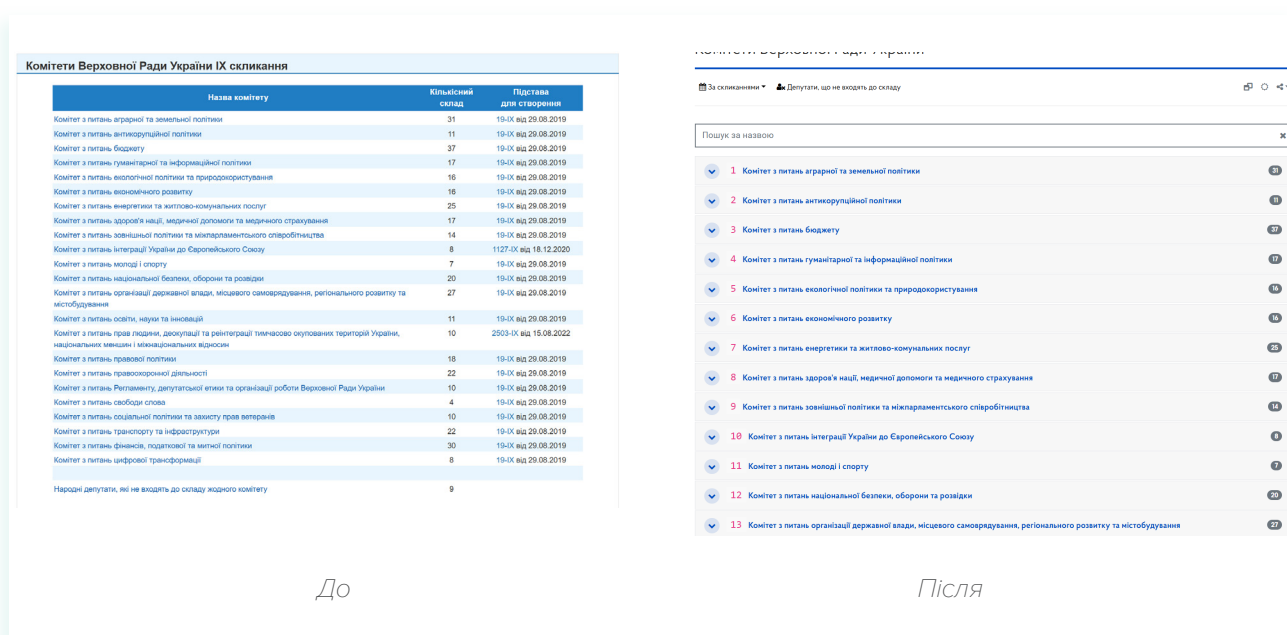 Комітети Верховної Ради України IX скликання
Назва комітету
Кількісний склад
Підстава для створення
Комітет з питань аграрної та земельної політики 31 19-IX від 29.08.2019
Комітет з питань антикорупційної політики 11 19-IX від 29.08.2019
Комітет з питань бюджету 37 19-IX від 29.08.2019
Комітет з питань гуманітарної та інформаційної політики 17 19-IX від 29.08.2019
Комітет з питань екологічної політики та природокористування 16 19-IX від 29.08.2019
Комітет з питань економічного розвитку 16 19-IX від 29.08.2019
Комітет з питань енергетики та житлово-комунальних послуг 25 19-IX від 29.08.2019
Комітет з питань здоров'я нації, медичної допомоги та медичного страхування 17 19-IX від 29.08.2019
Комітет з питань зовнішньої політики та міжпарламентського співробітництва 14 19-IX від 29.08.2019
Комітет з питань інтеграції України до Європейського Союзу 8 1127-IX від 18.12.2020
Комітет з питань молоді і спорту 7 19-IX від 29.08.2019
Комітет з питань національної безпеки, оборони та розвідки 20 19-IX від 29.08.2019
Комітет з питань організації державної влади, місцевого самоврядування, регіонального розвитку та 27 19-IX від 29.08.2019
містобудування
Комітет з питань освіти, науки та інновацій 11 19-IX від 29.08.2019
Комітет з питань прав людини, деокупації та реінтеграції тимчасово окупованих територій України, 10 2503-IX від 15.08.2022
національних меншин і міжнаціональних відносин
Комітет з питань правової політики 18 19-IX від 29.08.2019
Комітет з питань правоохоронної діяльності 22 19-IX від 29.08.2019
Комітет з питань Регламенту, депутатської етики та організації роботи Верховної Ради України 10 19-IX від 29.08.2019
Комітет з питань свободи слова 4 19-IX від 29.08.2019
Комітет з питань соціальної політики та захисту прав ветеранів 10 19-IX від 29.08.2019
Комітет з питань транспорту та інфраструктури 22 19-IX від 29.08.2019
Комітет з питань фінансів, податкової та митної політики 30 19-IX від 29.08.2019
Комітет з питань цифрової трансформації 8 19-IX від 29.08.2019
Народні депутати, які не входять до складу жодного комітету 9
До
Комітети Верховної Ради України
За скликаннями Депутати, що не входять до складу
Пошук за назвою
1 Комітет з питань аграрної та земельної політики 31
2 Комітет з питань антикорупційної політики 11
3 Комітет з питань бюджету 37
4 Комітет з питань гуманітарної та інформаційної політики 17
5 Комітет з питань екологічної політики та природокористування 16
6 Комітет з питань економічного розвитку 16
7 Комітет з питань енергетики та житлово-комунальних послуг 25
8 Комітет з питань здоров'я нації, медичної допомоги та медичного страхування 17
9 Комітет з питань зовнішньої політики та міжпарламентського співробітництва 14
10 Комітет з питань інтеграції України до Європейського Союзу 8
11 Комітет з питань молоді і спорту 7
12 Комітет з питань національної безпеки, оборони та розвідки 20
13 Комітет з питань організації державної влади, місцевого самоврядування, регіонального розвитку та містобудування 27
Після